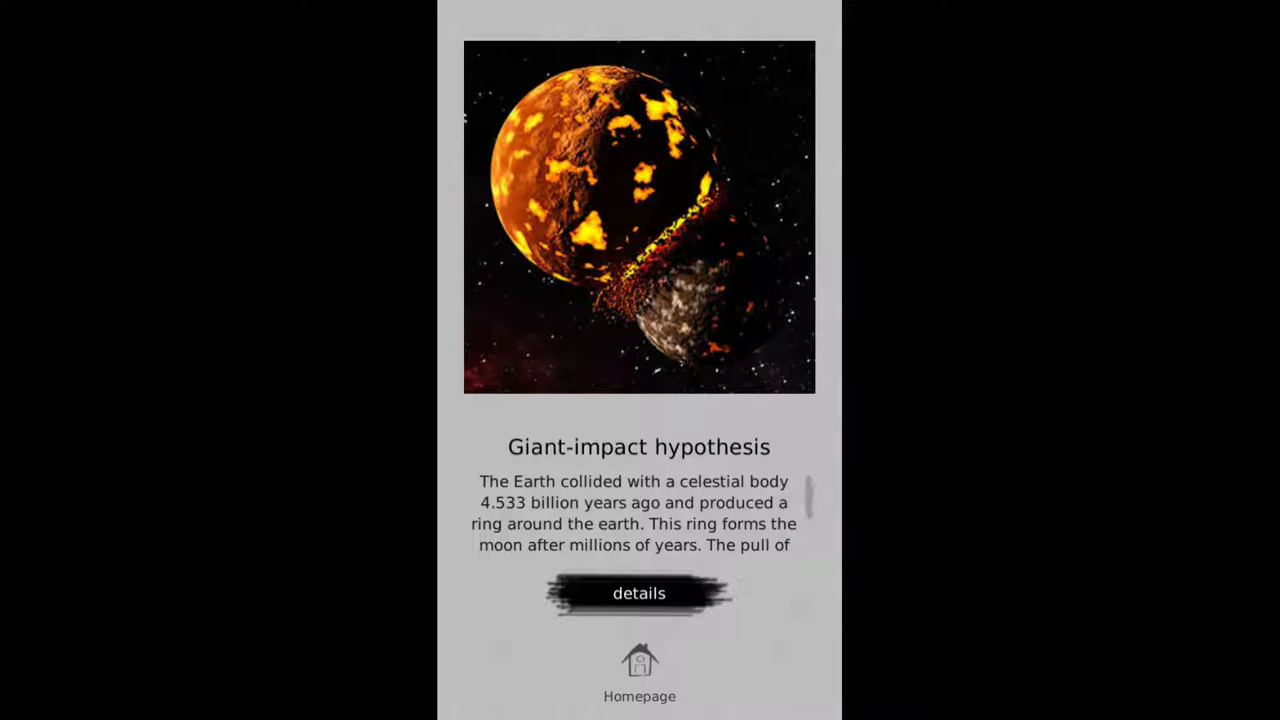 Giant-impact hypothesis
The Earth collided with a celestial body
4.533 billion years ago and produced a
ring around the earth. This ring forms the
moon after millions of years. The pull of
details
Homepage